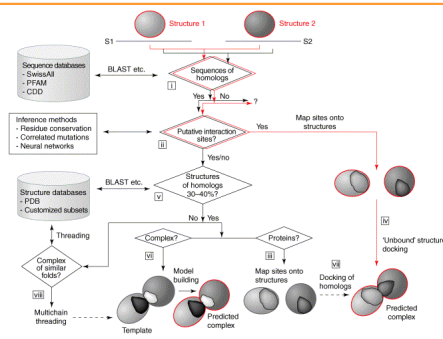 Structure 1
Structure 2
S1
S2
Sequence databases
- SwissAll
- PFAM
- CDD
BLAST etc.
Sequences of
homologs
i
Yes
No
?
Inference methods
- Residue conservation
- Correlated mutations
- Neural networks
Putative interaction
sites?
ii
Yes
Map sites onto
structures
Yes/no
Structure databases
- PDB
- Customized subsets
BLAST etc.
Structures
of homologs
30–40%?
v
iv
No
Yes
'Unbound' structure
docking
Threading
Complex?
Proteins?
Complex
of similar
folds?
vi
iii
Model
building
Map sites onto
structures
vii
Docking of
homologs
viii
Multichain
threading
Template
Predicted
complex
Predicted
complex